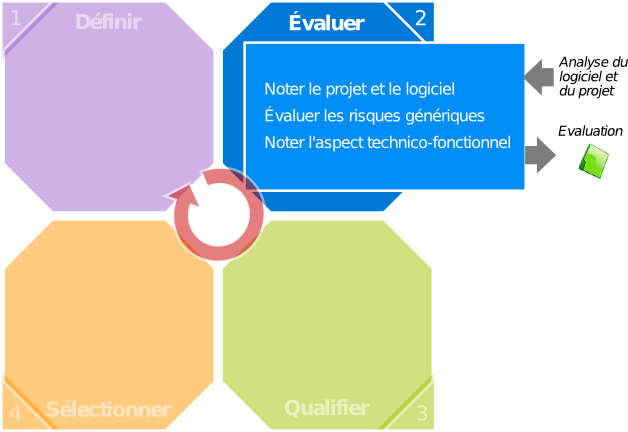 1
Définir
Évaluer
2
Noter le projet et le logiciel
Évaluer les risques génériques
Noter l'aspect technico-fonctionnel
Analyse du
logiciel et
du projet
Evaluation
4
Sélectionner
Qualifier
3